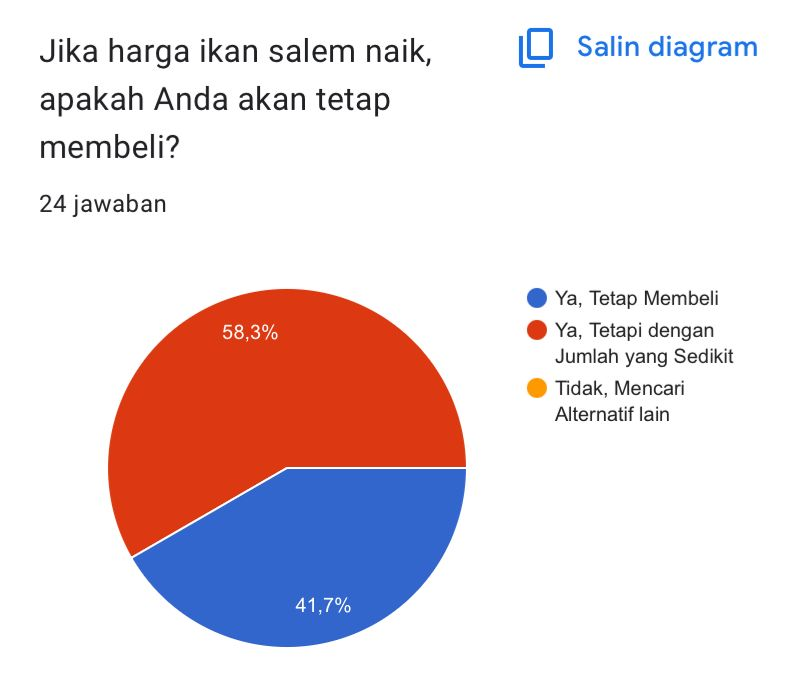 Jika harga ikan salem naik,
apakah Anda akan tetap
membeli?
Salin diagram
24 jawaban
58,3%
41,7%
Ya, Tetap Membeli
Ya, Tetapi dengan
Jumlah yang Sedikit
Tidak, Mencari
Alternatif lain